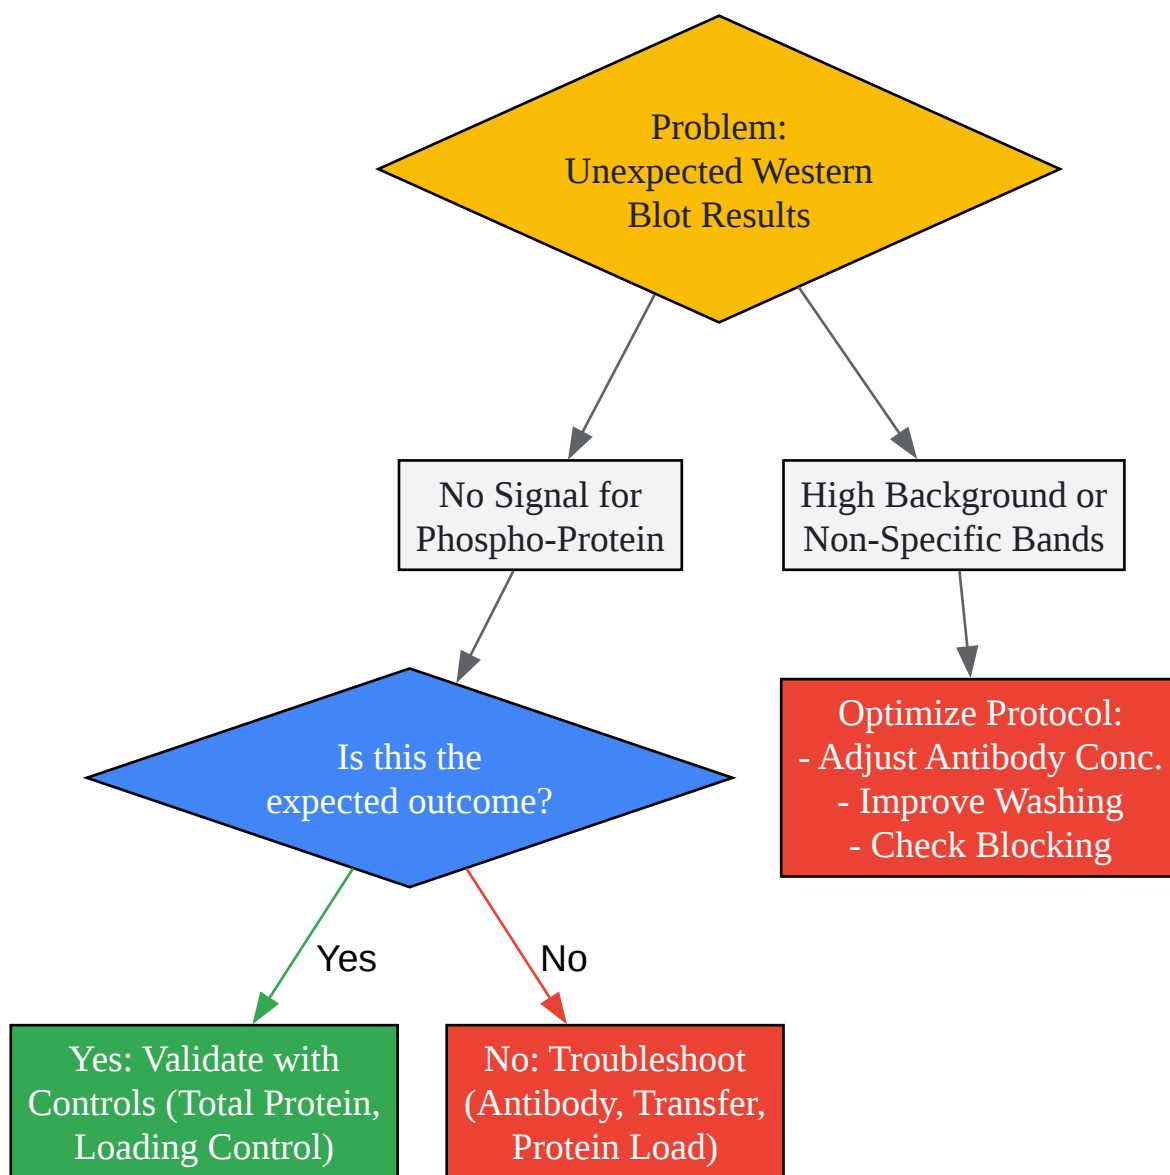 Problem:
Unexpected Western
Blot Results
No Signal for
Phospho-Protein
High Background or
Non-Specific Bands
Is this the
expected outcome?
Optimize Protocol:
- Adjust Antibody Conc.
- Improve Washing
- Check Blocking
Yes
No
Yes: Validate with
Controls (Total Protein,
Loading Control)
No: Troubleshoot
(Antibody, Transfer,
Protein Load)